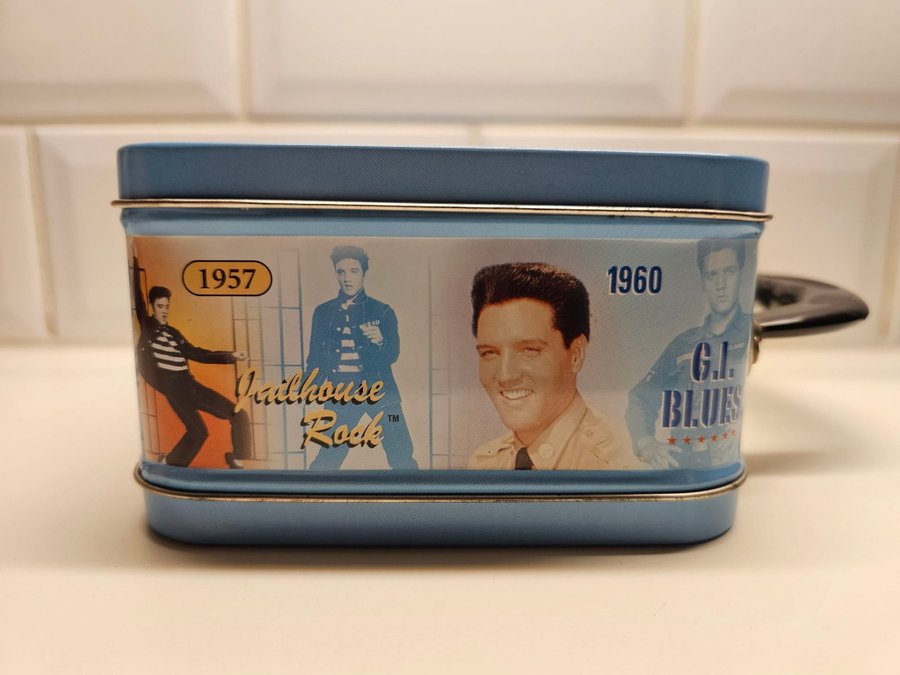 1957
Jailhouse
Rock™
1960
G.I.
BLUES